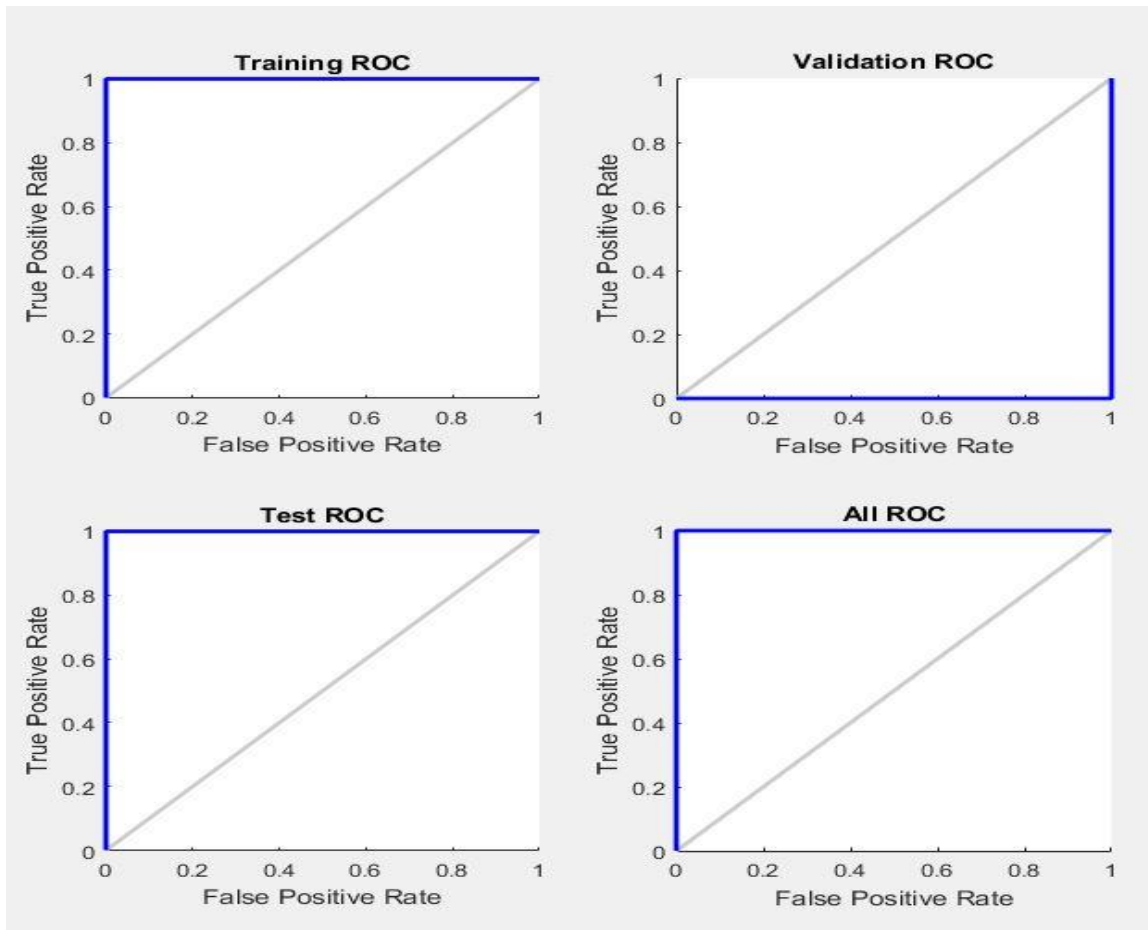 Training ROC
True Positive Rate
1
0.8
0.6
0.4
0.2
0
0 0.2 0.4 0.6 0.8 1
False Positive Rate
Validation ROC
True Positive Rate
1
0.8
0.6
0.4
0.2
0
0 0.2 0.4 0.6 0.8 1
False Positive Rate
Test ROC
True Positive Rate
1
0.8
0.6
0.4
0.2
0
0 0.2 0.4 0.6 0.8 1
False Positive Rate
All ROC
True Positive Rate
1
0.8
0.6
0.4
0.2
0
0 0.2 0.4 0.6 0.8 1
False Positive Rate